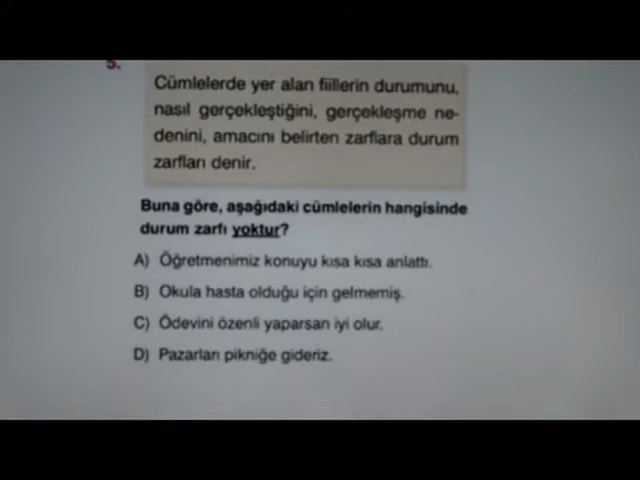 5.
Cümlelerde yer alan fiillerin durumunu,
nasıl gerçekleştiğini, gerçekleşme ne-
denini, amacını belirten zarflara durum
zarfları denir.
Buna göre, aşağıdaki cümlelerin hangisinde
durum zarfı yoktur?
A) Öğretmenimiz konuyu kısa kısa anlattı.
B) Okula hasta olduğu için gelmemiş.
C) Ödevini özenli yaparsan iyi olur.
D) Pazarları pikniğe gideriz.